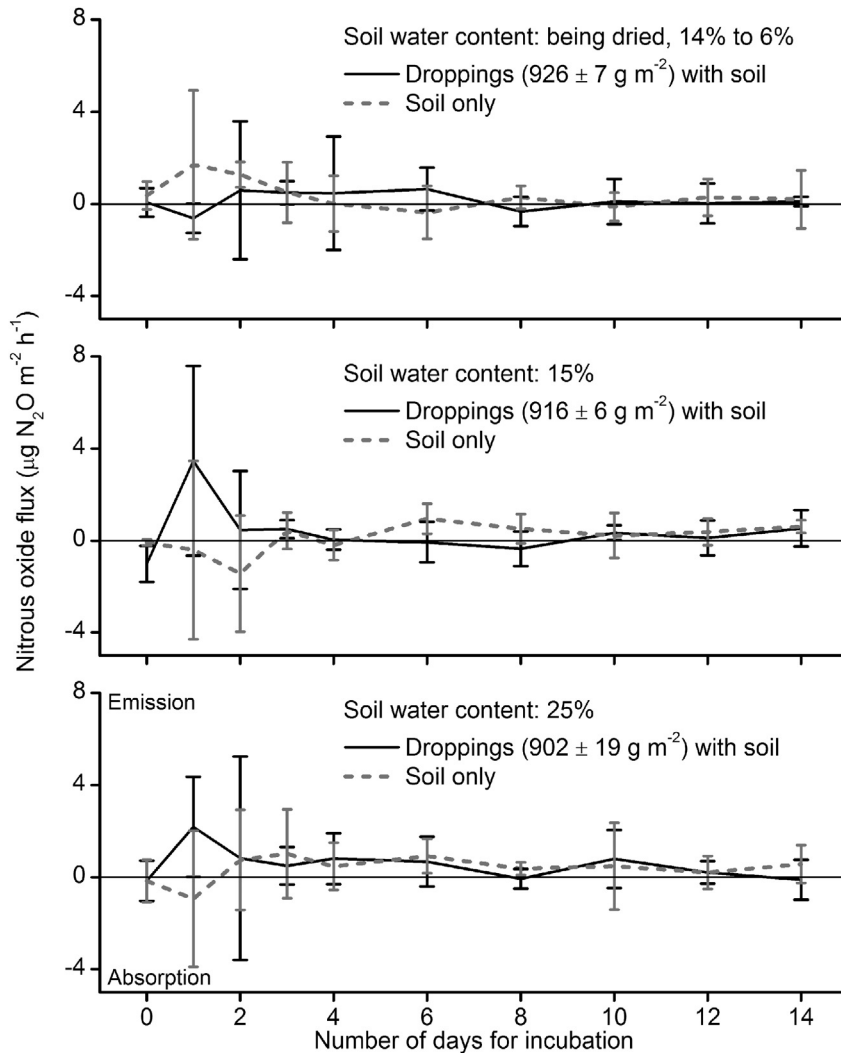 8
Soil water content: being dried, 14% to 6%
Droppings (926 ± 7 g m⁻²) with soil
4
Soil only
0
-4
8
Soil water content: 15%
Droppings (916 ± 6 g m⁻²) with soil
4
Soil only
0
-4
Nitrous oxide flux (µg N₂O m⁻² h⁻¹)
8
Emission
Soil water content: 25%
Droppings (902 ± 19 g m⁻²) with soil
4
Soil only
0
-4
Absorption
0 2 4 6 8 10 12 14
Number of days for incubation